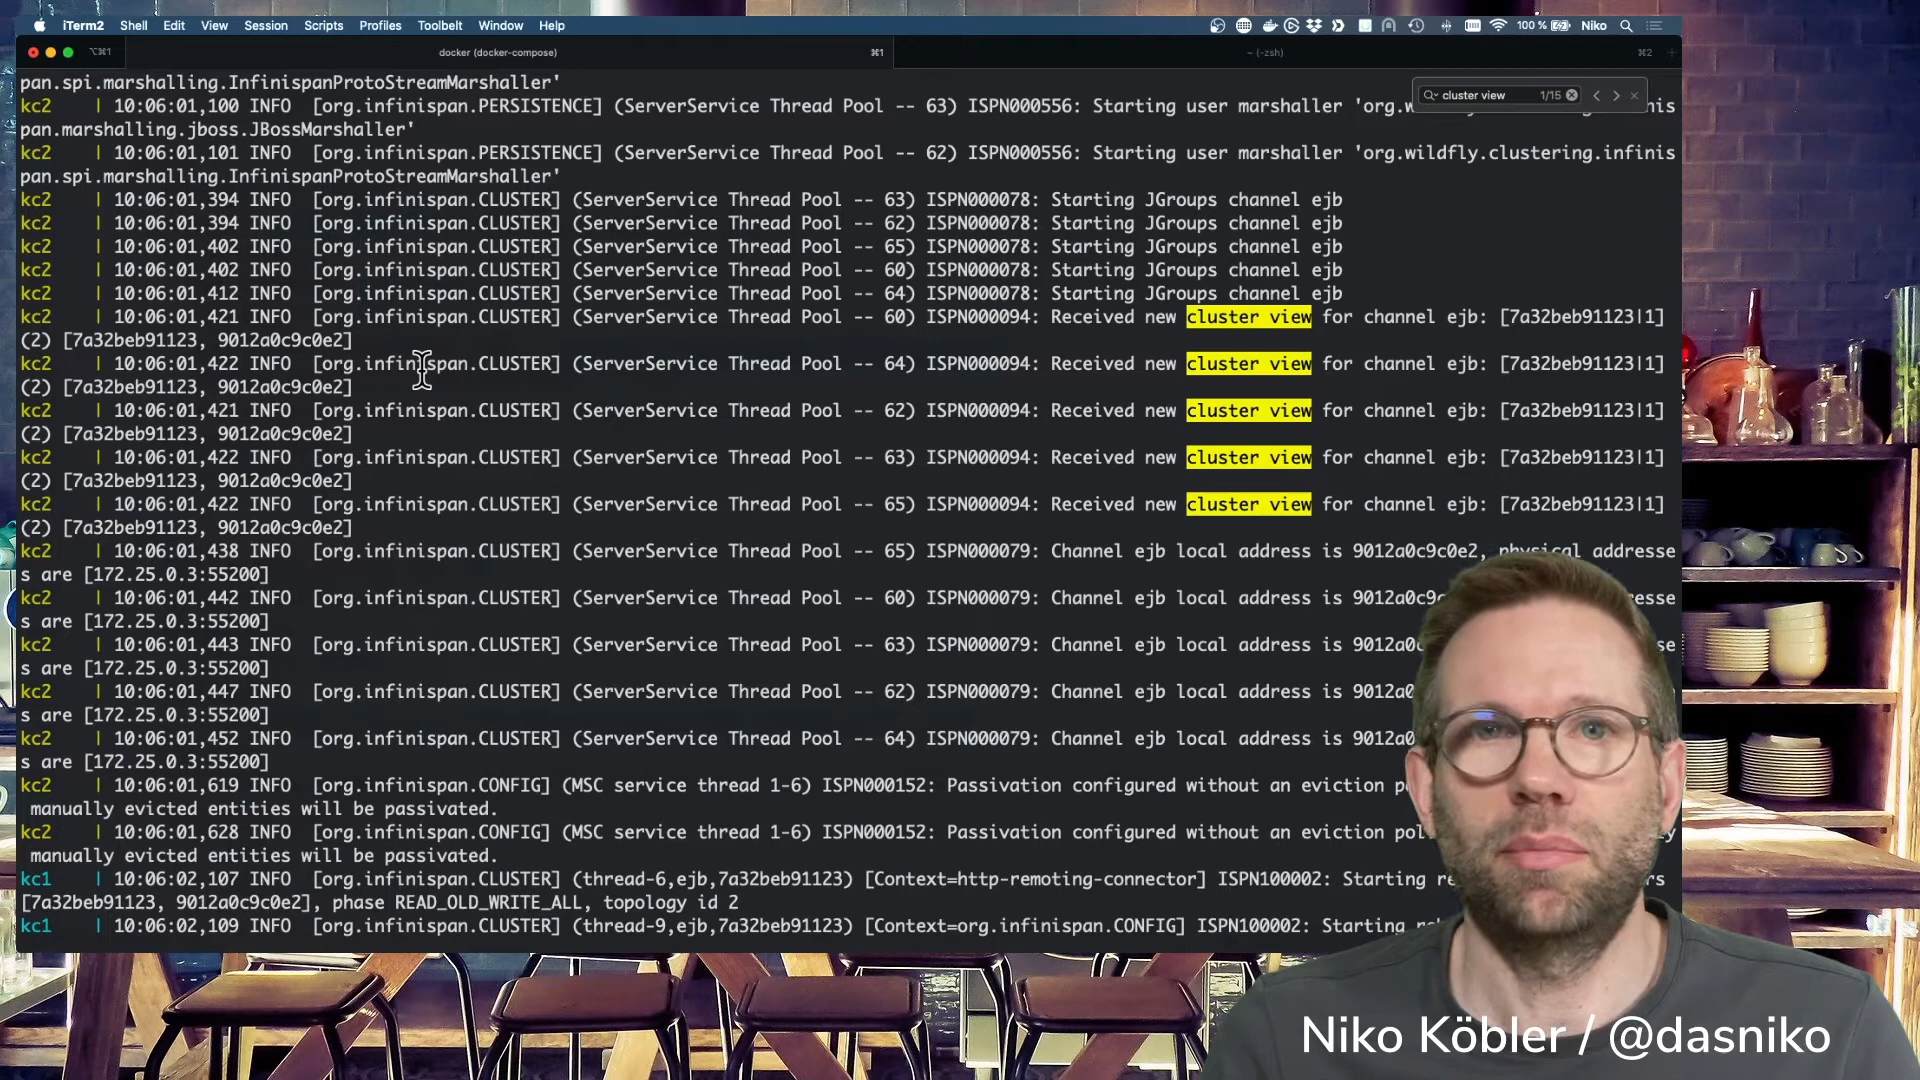 iTerm2 Shell Edit View Session Scripts Profiles Toolbelt Window Help 100 % Niko
⌥⌘1 docker (docker-compose) ⌘1 ~ (-zsh) ⌘2
pan.spi.marshalling.InfinispanProtoStreamMarshaller'
cluster view 1/15
kc2 | 10:06:01,100 INFO [org.infinispan.PERSISTENCE] (ServerService Thread Pool -- 63) ISPN000556: Starting user marshaller 'org.w nis
pan.marshalling.jboss.JBossMarshaller'
kc2 | 10:06:01,101 INFO [org.infinispan.PERSISTENCE] (ServerService Thread Pool -- 62) ISPN000556: Starting user marshaller 'org.wildfly.clustering.infinis
pan.spi.marshalling.InfinispanProtoStreamMarshaller'
kc2 | 10:06:01,394 INFO [org.infinispan.CLUSTER] (ServerService Thread Pool -- 63) ISPN000078: Starting JGroups channel ejb
kc2 | 10:06:01,394 INFO [org.infinispan.CLUSTER] (ServerService Thread Pool -- 62) ISPN000078: Starting JGroups channel ejb
kc2 | 10:06:01,402 INFO [org.infinispan.CLUSTER] (ServerService Thread Pool -- 65) ISPN000078: Starting JGroups channel ejb
kc2 | 10:06:01,402 INFO [org.infinispan.CLUSTER] (ServerService Thread Pool -- 60) ISPN000078: Starting JGroups channel ejb
kc2 | 10:06:01,412 INFO [org.infinispan.CLUSTER] (ServerService Thread Pool -- 64) ISPN000078: Starting JGroups channel ejb
kc2 | 10:06:01,421 INFO [org.infinispan.CLUSTER] (ServerService Thread Pool -- 60) ISPN000094: Received new cluster view for channel ejb: [7a32beb91123|1]
(2) [7a32beb91123, 9012a0c9c0e2]
kc2 | 10:06:01,422 INFO [org.infinispan.CLUSTER] (ServerService Thread Pool -- 64) ISPN000094: Received new cluster view for channel ejb: [7a32beb91123|1]
(2) [7a32beb91123, 9012a0c9c0e2]
kc2 | 10:06:01,421 INFO [org.infinispan.CLUSTER] (ServerService Thread Pool -- 62) ISPN000094: Received new cluster view for channel ejb: [7a32beb91123|1]
(2) [7a32beb91123, 9012a0c9c0e2]
kc2 | 10:06:01,422 INFO [org.infinispan.CLUSTER] (ServerService Thread Pool -- 63) ISPN000094: Received new cluster view for channel ejb: [7a32beb91123|1]
(2) [7a32beb91123, 9012a0c9c0e2]
kc2 | 10:06:01,422 INFO [org.infinispan.CLUSTER] (ServerService Thread Pool -- 65) ISPN000094: Received new cluster view for channel ejb: [7a32beb91123|1]
(2) [7a32beb91123, 9012a0c9c0e2]
kc2 | 10:06:01,438 INFO [org.infinispan.CLUSTER] (ServerService Thread Pool -- 65) ISPN000079: Channel ejb local address is 9012a0c9c0e2, physical addresse
s are [172.25.0.3:55200]
kc2 | 10:06:01,442 INFO [org.infinispan.CLUSTER] (ServerService Thread Pool -- 60) ISPN000079: Channel ejb local address is 9012a0c9c esse
s are [172.25.0.3:55200]
kc2 | 10:06:01,443 INFO [org.infinispan.CLUSTER] (ServerService Thread Pool -- 63) ISPN000079: Channel ejb local address is 9012a0c9 se
s are [172.25.0.3:55200]
kc2 | 10:06:01,447 INFO [org.infinispan.CLUSTER] (ServerService Thread Pool -- 62) ISPN000079: Channel ejb local address is 9012a0
s are [172.25.0.3:55200]
kc2 | 10:06:01,452 INFO [org.infinispan.CLUSTER] (ServerService Thread Pool -- 64) ISPN000079: Channel ejb local address is 9012a
s are [172.25.0.3:55200]
kc2 | 10:06:01,619 INFO [org.infinispan.CONFIG] (MSC service thread 1-6) ISPN000152: Passivation configured without an eviction p
manually evicted entities will be passivated.
kc2 | 10:06:01,628 INFO [org.infinispan.CONFIG] (MSC service thread 1-6) ISPN000152: Passivation configured without an eviction pol y
manually evicted entities will be passivated.
kc1 | 10:06:02,107 INFO [org.infinispan.CLUSTER] (thread-6,ejb,7a32beb91123) [Context=http-remoting-connector] ISPN100002: Starting re rs
[7a32beb91123, 9012a0c9c0e2], phase READ_OLD_WRITE_ALL, topology id 2
kc1 | 10:06:02,109 INFO [org.infinispan.CLUSTER] (thread-9,ejb,7a32beb91123) [Context=org.infinispan.CONFIG] ISPN100002: Starting re
Niko Köbler / @dasniko